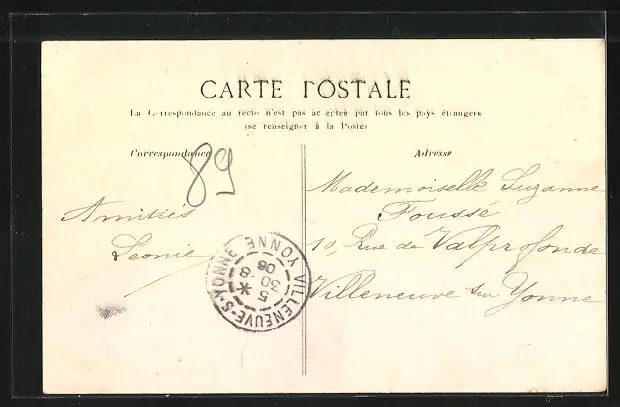 CARTE POSTALE
La Correspondance au recto n'est pas acceptée par tous les pays étrangers
(se renseigner à la Poste)
Correspondance
Adresse
89
Amitiés
Leonie
Mademoiselle Suzanne
Foussé
10, Rue de Valprofonde
Villeneuve sur Yonne
VILLENEUVE-S-YONNE YONNE
5
30 8
06